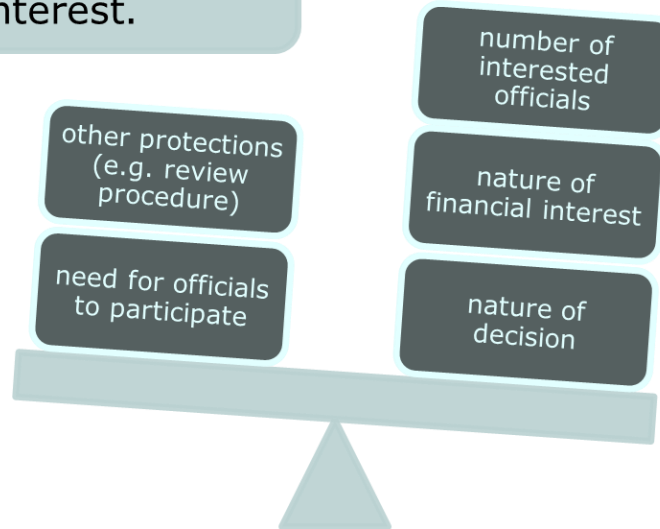 nterest.
other protections
(e.g. review
procedure)
need for officials
to participate
number of
interested
officials
nature of
financial interest
nature of
decision